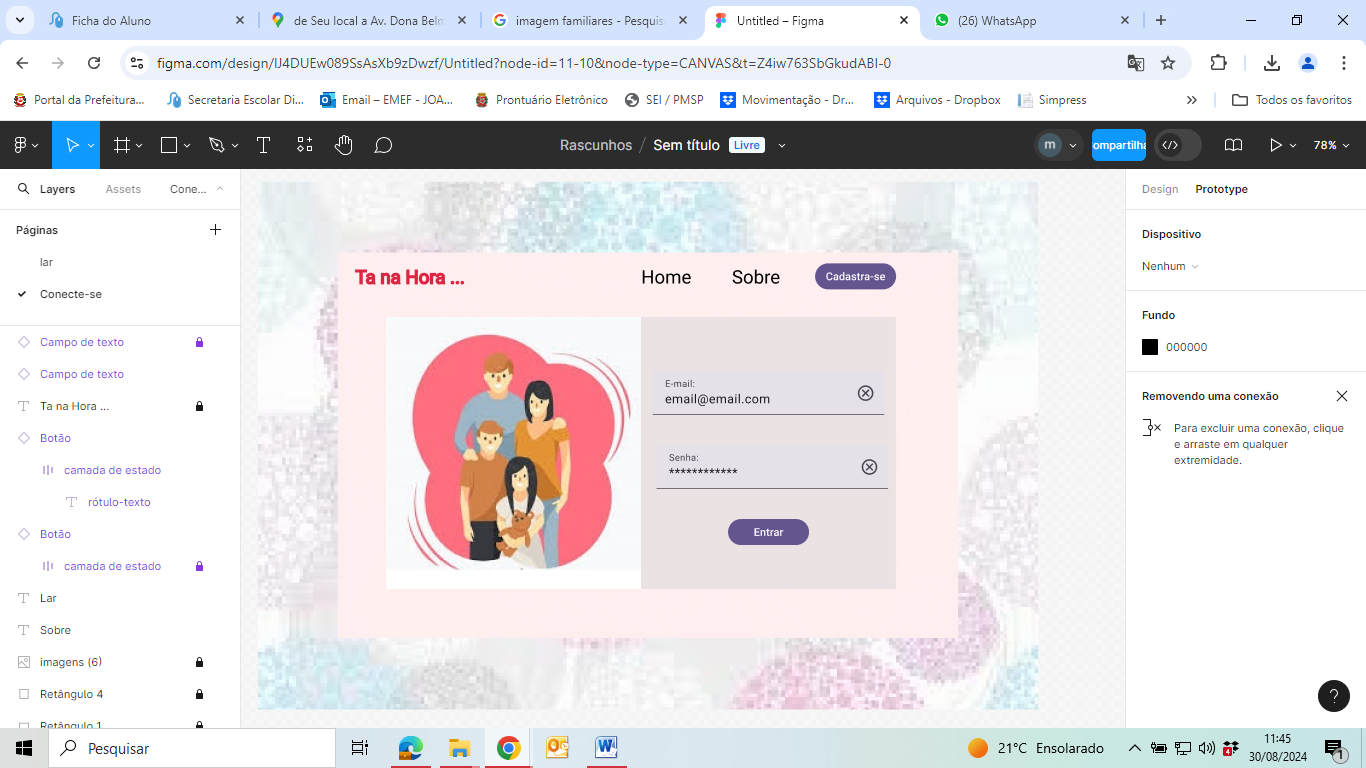 Ficha do Aluno
de Seu local a Av. Dona Belm
imagem familiares - Pesquis
Untitled – Figma
(26) WhatsApp
figma.com/design/IJ4DUEw089SsAsXb9zDwzf/Untitled?node-id=11-10&node-type=CANVAS&t=Z4iw763SbGkudABI-0
Portal da Prefeitura...
Secretaria Escolar Di...
Email – EMEF - JOA...
Prontuário Eletrônico
SEI / PMSP
Movimentação - Dr...
Arquivos - Dropbox
Simpress
Todos os favoritos
Rascunhos / Sem título
Livre
m
ompartilha
78%
Layers
Assets
Cone...
Páginas
lar
Conecte-se
Campo de texto
Campo de texto
Ta na Hora ...
Botão
camada de estado
rótulo-texto
Botão
camada de estado
Lar
Sobre
imagens (6)
Retângulo 4
Retângulo 1
Ta na Hora ...
Home
Sobre
Cadastra-se
E-mail:
email@email.com
Senha:
************
Entrar
Design
Prototype
Dispositivo
Nenhum
Fundo
000000
Removendo uma conexão
Para excluir uma conexão, clique
e arraste em qualquer
extremidade.
?
Pesquisar
21°C Ensolarado
4
11:45
30/08/2024
1